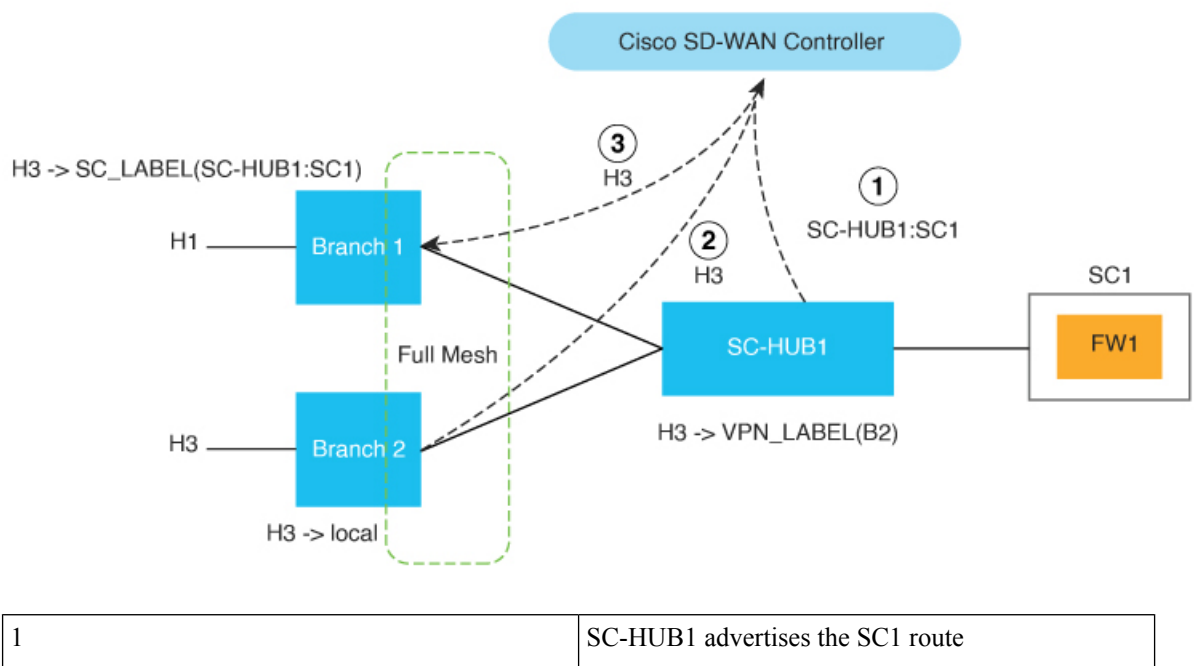 Cisco SD-WAN Controller
3
H3
H3 -> SC_LABEL(SC-HUB1:SC1)
1
SC-HUB1:SC1
H1
Branch 1
2
H3
SC1
Full Mesh
SC-HUB1
FW1
H3
Branch 2
H3 -> VPN_LABEL(B2)
H3 -> local
1 SC-HUB1 advertises the SC1 route